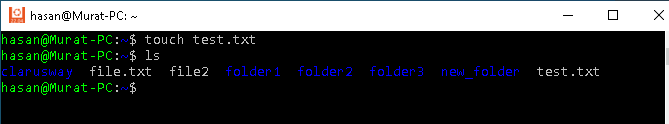 hasan@Murat-PC: ~
hasan@Murat-PC:~$ touch test.txt
hasan@Murat-PC:~$ ls
clarusway file.txt file2 folder1 folder2 folder3 new_folder test.txt
hasan@Murat-PC:~$